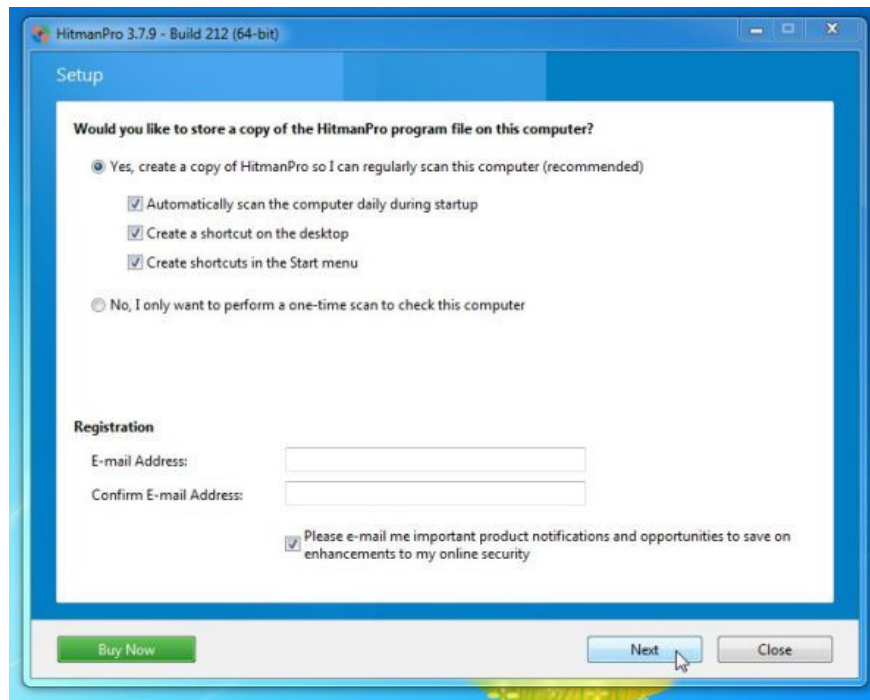 HitmanPro 3.7.9 - Build 212 (64-bit)
Setup
Would you like to store a copy of the HitmanPro program file on this computer?
Yes, create a copy of HitmanPro so I can regularly scan this computer (recommended)
Automatically scan the computer daily during startup
Create a shortcut on the desktop
Create shortcuts in the Start menu
No, I only want to perform a one-time scan to check this computer
Registration
E-mail Address:
Confirm E-mail Address:
Please e-mail me important product notifications and opportunities to save on
enhancements to my online security
Buy Now
Next
Close